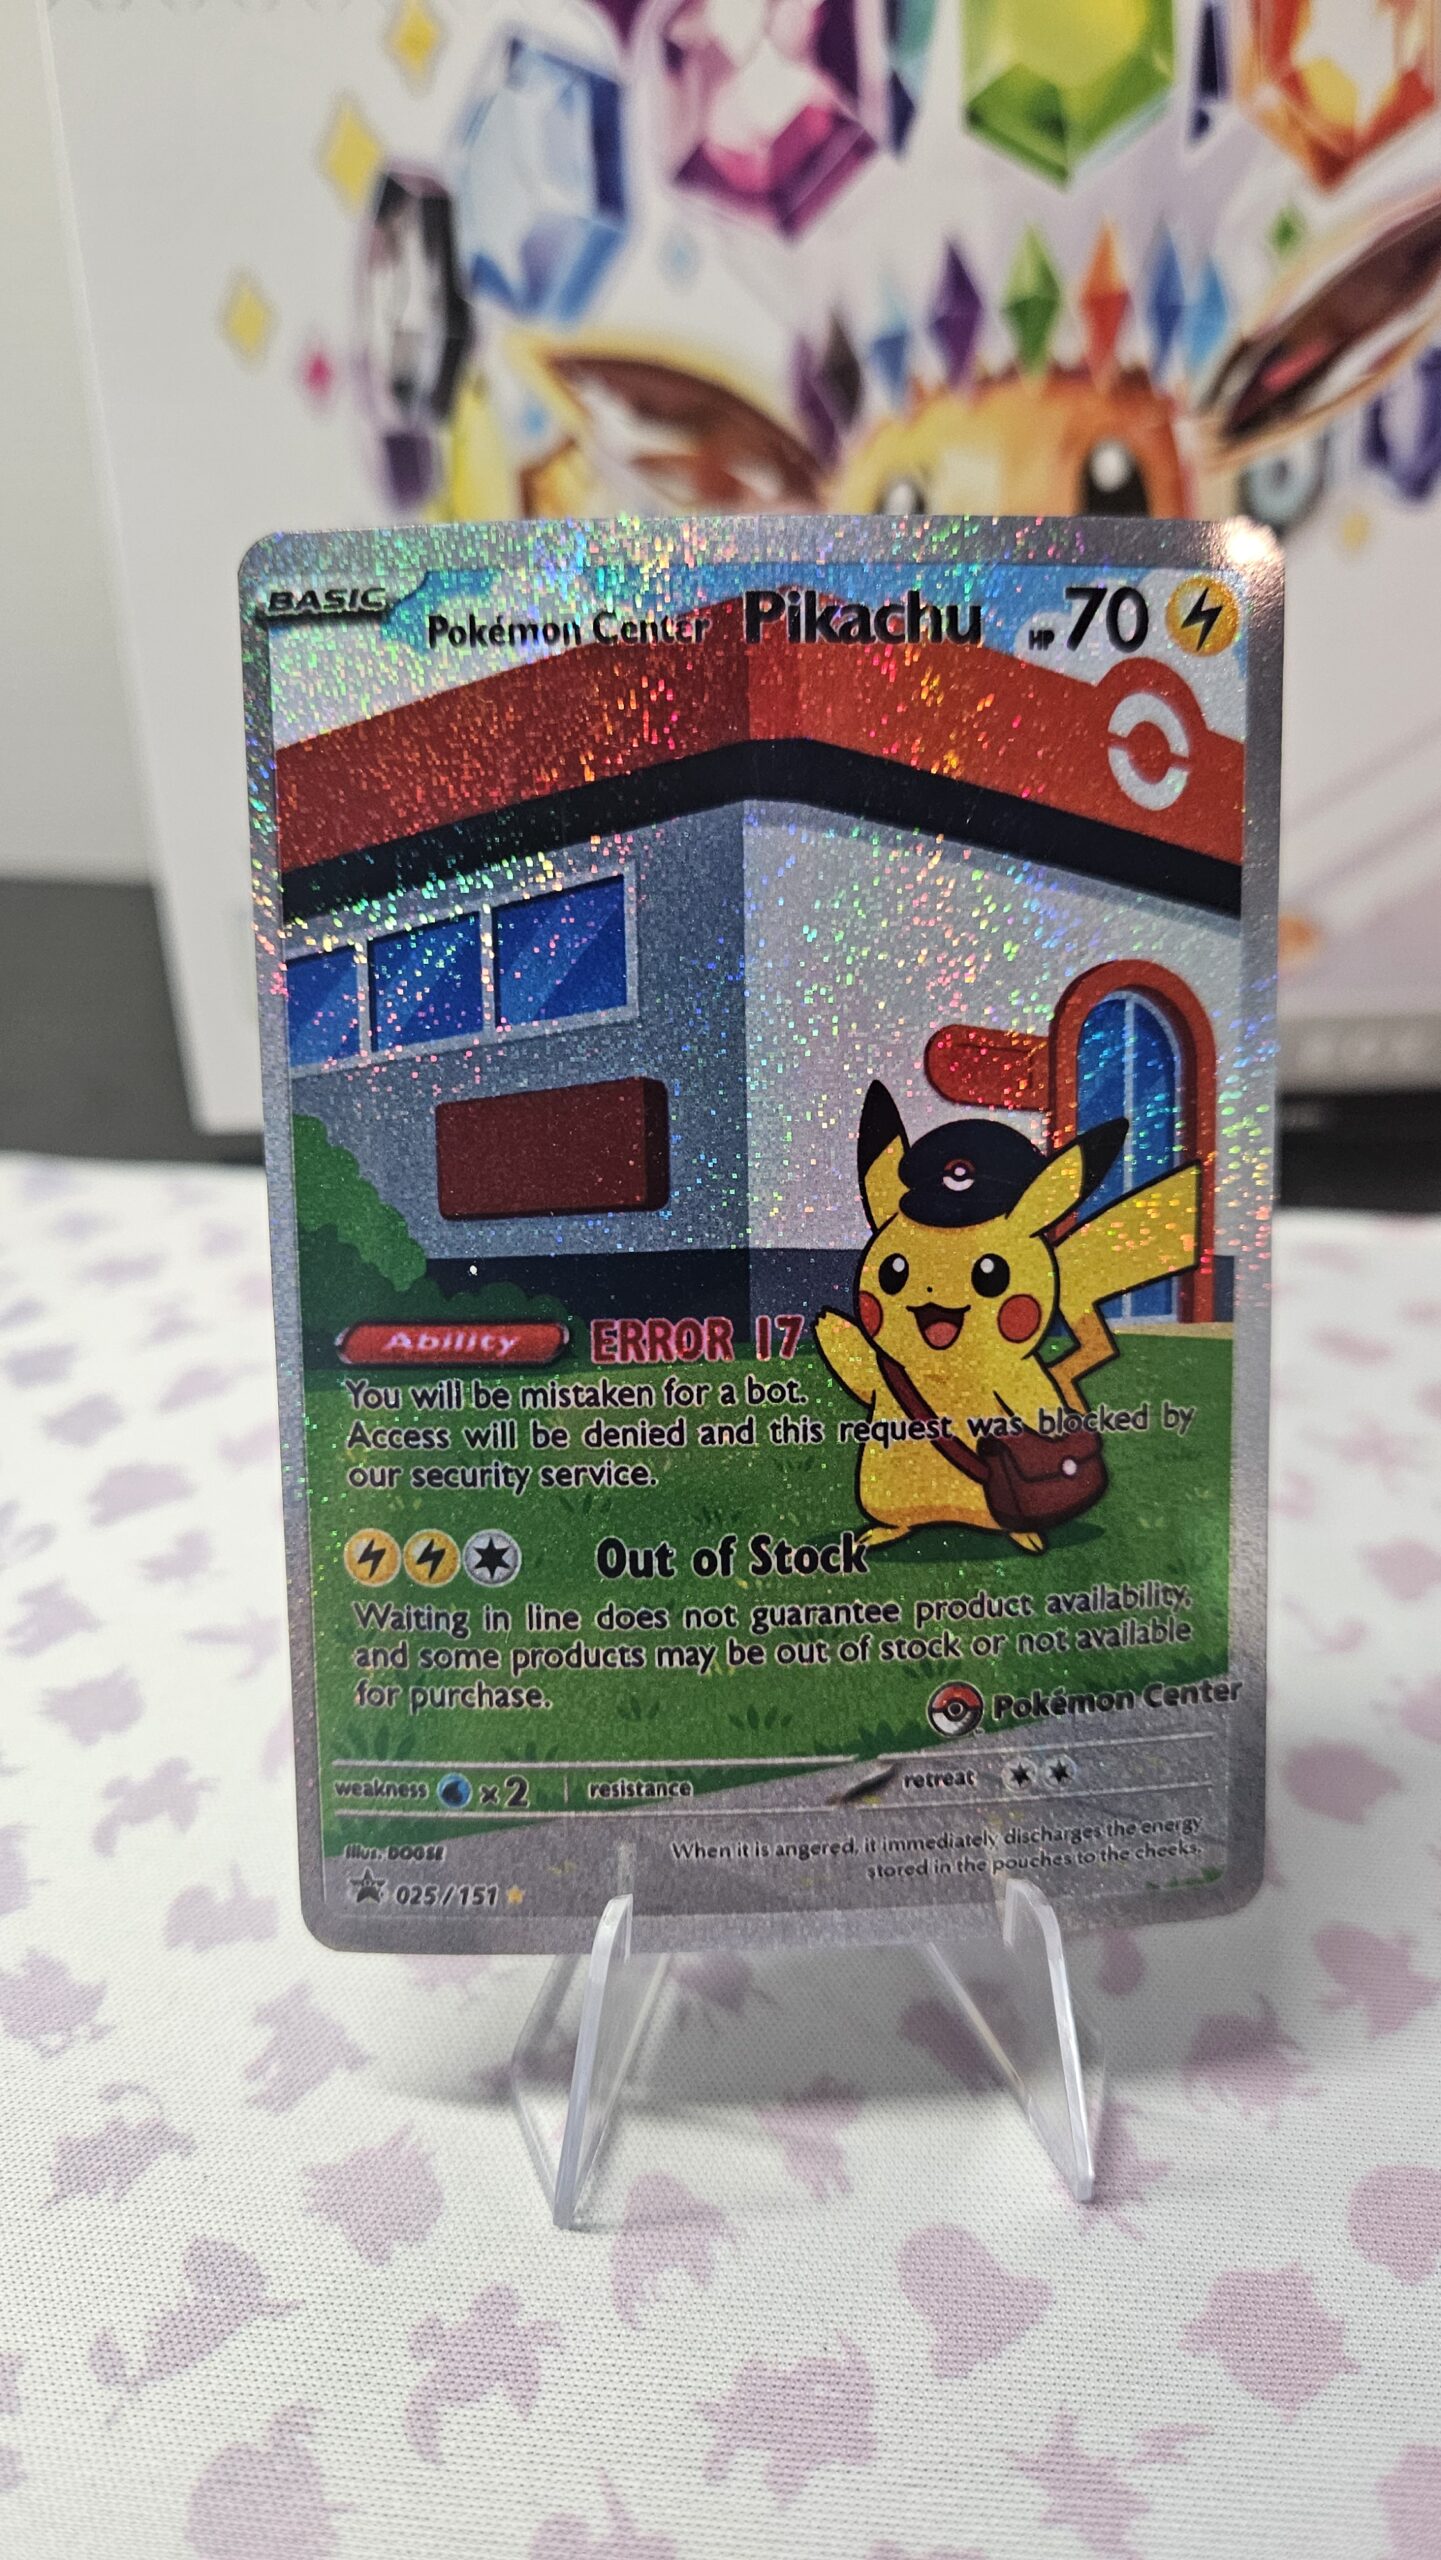 BASIC Pokémon Center Pikachu HP 70
Ability ERROR 17
You will be mistaken for a bot.
Access will be denied and this request was blocked by
our security service.
Out of Stock
Waiting in line does not guarantee product availability,
and some products may be out of stock or not available
for purchase.
Pokémon Center
weakness x2 resistance retreat
Illus. DOGSE
When it is angered, it immediately discharges the energy
stored in the pouches to the cheeks.
025/151